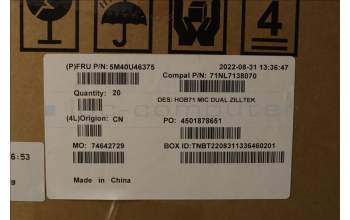 4
(P)FRU P/N: 5M40U46375
2022-08-31 13:36:47
Compal P/N: 71NL7138070
Quantity: 20
DES: HGB71 MIC DUAL ZILLTEK
(4L)Origion: CN
PO: 4501878651
MO: 74642729
BOX ID:TNBT2208311336460201
Made in China
6:53